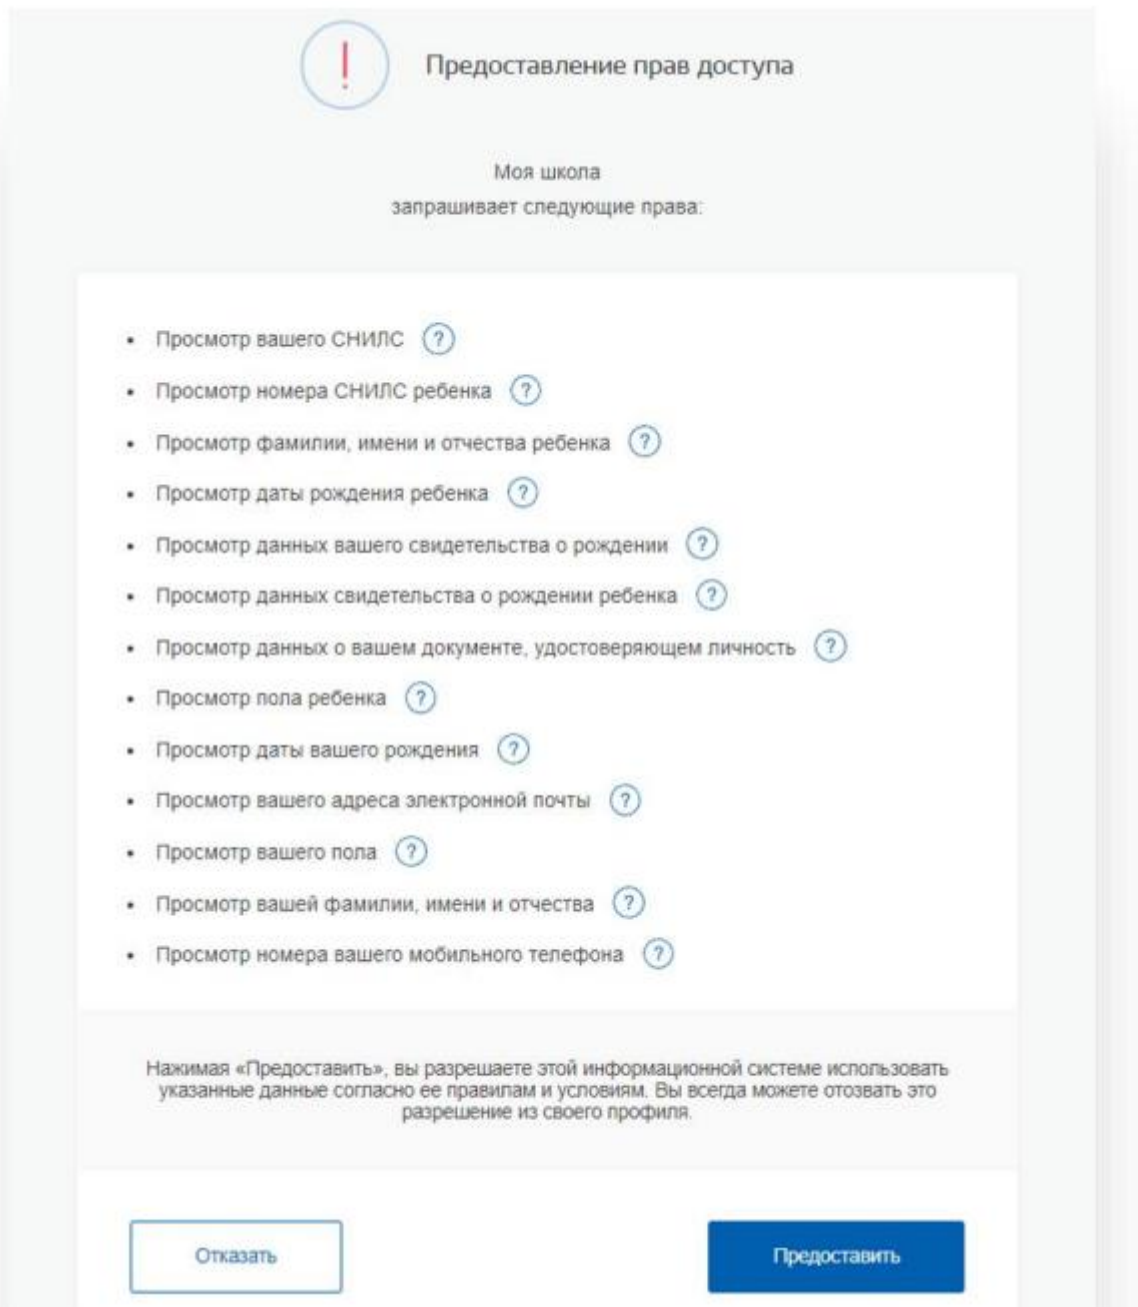 !
Предоставление прав доступа
Моя школа
запрашивает следующие права:
• Просмотр вашего СНИЛС ?
• Просмотр номера СНИЛС ребенка ?
• Просмотр фамилии, имени и отчества ребенка ?
• Просмотр даты рождения ребенка ?
• Просмотр данных вашего свидетельства о рождении ?
• Просмотр данных свидетельства о рождении ребенка ?
• Просмотр данных о вашем документе, удостоверяющем личность ?
• Просмотр пола ребенка ?
• Просмотр даты вашего рождения ?
• Просмотр вашего адреса электронной почты ?
• Просмотр вашего пола ?
• Просмотр вашей фамилии, имени и отчества ?
• Просмотр номера вашего мобильного телефона ?
Нажимая «Предоставить», вы разрешаете этой информационной системе использовать
указанные данные согласно ее правилам и условиям. Вы всегда можете отозвать это
разрешение из своего профиля.
Отказать
Предоставить